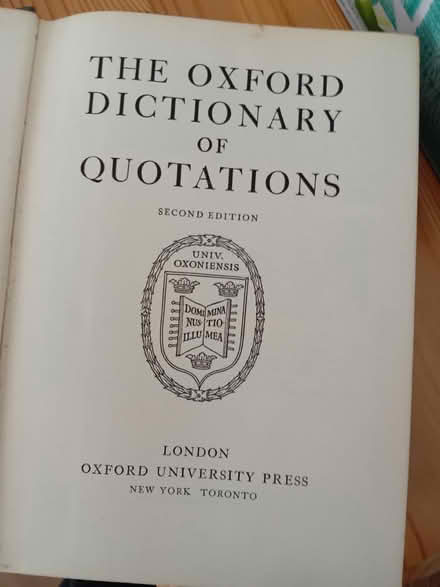 THE OXFORD
DICTIONARY
OF
QUOTATIONS
SECOND EDITION
UNIV.
OXONIENSIS
DOMI MINA
NUS TIO
ILLU MEA
LONDON
OXFORD UNIVERSITY PRESS
NEW YORK TORONTO